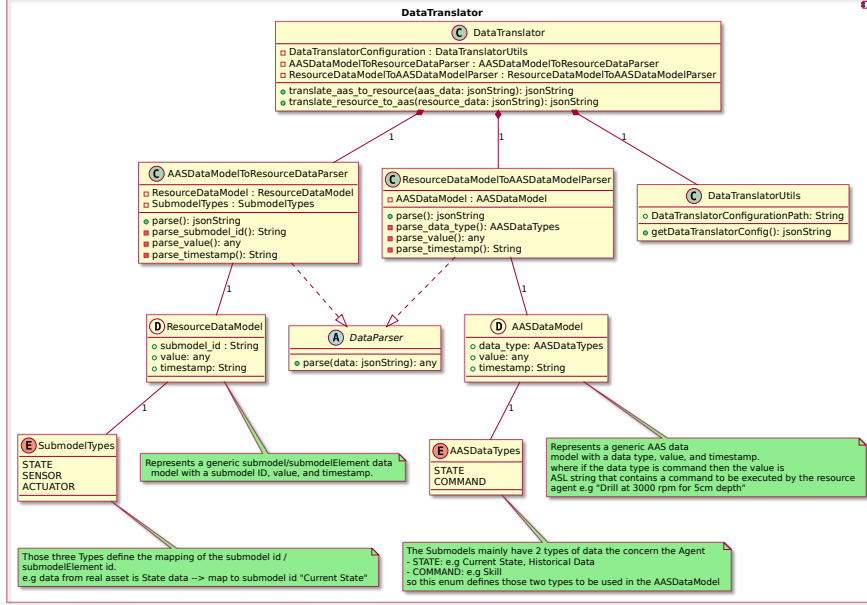 DataTranslator
C DataTranslator
DataTranslatorConfiguration : DataTranslatorUtils
AASDataModelToResourceDataParser : AASDataModelToResourceDataParser
ResourceDataModelToAASDataModelParser : ResourceDataModelToAASDataModelParser
translate_aas_to_resource(aas_data: jsonString): jsonString
translate_resource_to_aas(resource_data: jsonString): jsonString
1
1
1
C AASDataModelToResourceDataParser
ResourceDataModel : ResourceDataModel
SubmodelTypes : SubmodelTypes
parse(): jsonString
parse_submodel_id(): String
parse_value(): any
parse_timestamp(): String
C ResourceDataModelToAASDataModelParser
AASDataModel : AASDataModel
parse(): jsonString
parse_data_type(): AASDataTypes
parse_value(): any
parse_timestamp(): String
C DataTranslatorUtils
DataTranslatorConfigurationPath: String
getDataTranslatorConfig(): jsonString
1
1
D ResourceDataModel
submodel_id : String
value: any
timestamp: String
A DataParser
parse(data: jsonString): any
D AASDataModel
data_type: AASDataTypes
value: any
timestamp: String
1
1
E SubmodelTypes
STATE
SENSOR
ACTUATOR
Represents a generic submodel/submodelElement data
model with a submodel ID, value, and timestamp.
E AASDataTypes
STATE
COMMAND
Represents a generic AAS data
model with a data type, value, and timestamp.
where if the data type is command then the value is
ASL string that contains a command to be executed by the resource
agent e.g "Drill at 3000 rpm for 5cm depth"
Those three Types define the mapping of the submodel id /
submodelElement id.
e.g data from real asset is State data --> map to submodel id "Current State"
The Submodels mainly have 2 types of data the concern the Agent
- STATE: e.g Current State, Historical Data
- COMMAND: e.g Skill
so this enum defines those two types to be used in the AASDataModel